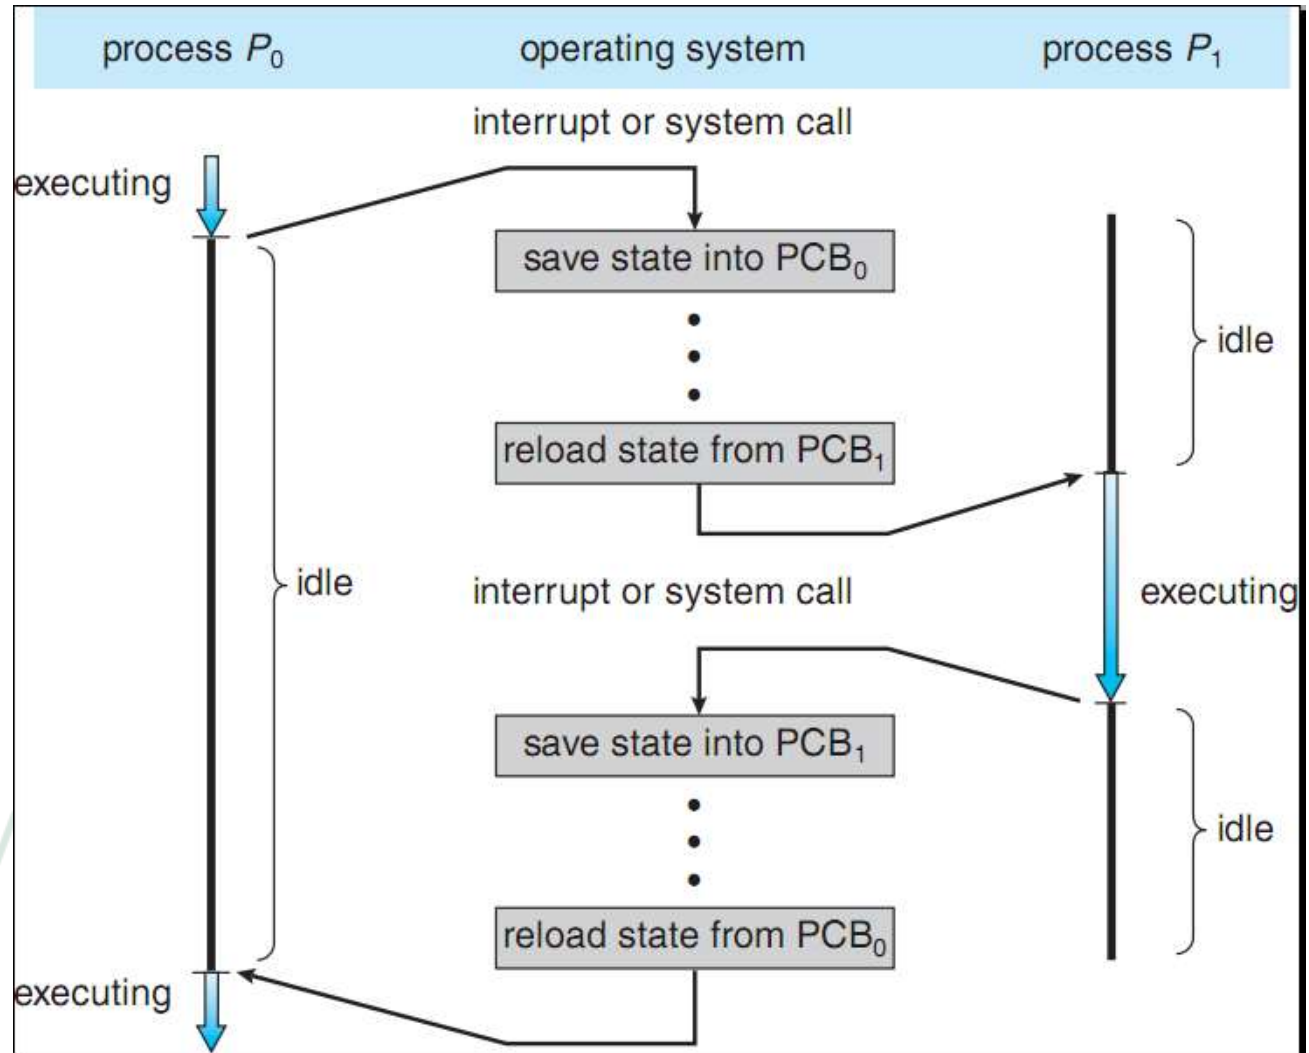 process P₀ operating system process P₁
interrupt or system call
executing
save state into PCB₀
idle
reload state from PCB₁
idle
interrupt or system call
executing
save state into PCB₁
idle
reload state from PCB₀
executing